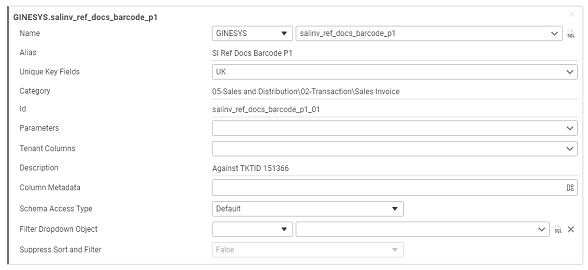 GINESYS.salinv_ref_docs_barcode_p1
Name GINESYS salinv_ref_docs_barcode_p1 SQL
Alias SI Ref Docs Barcode P1
Unique Key Fields UK
Category 05-Sales and Distribution\02-Transaction\Sales Invoice
Id salinv_ref_docs_barcode_p1_01
Parameters
Tenant Columns
Description Against TKTID 151366
Column Metadata
Schema Access Type Default
Filter Dropdown Object SQL
Suppress Sort and Filter False